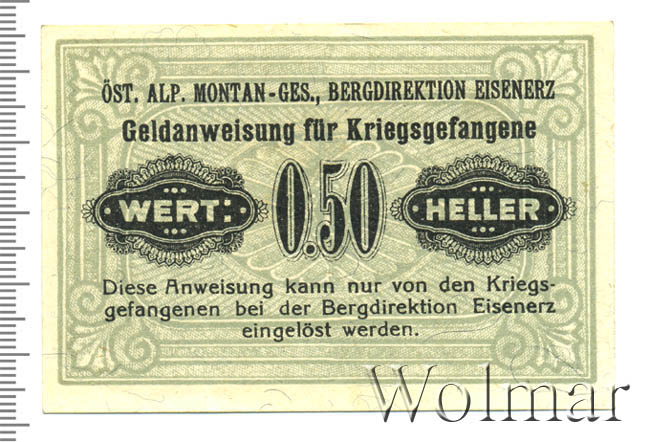 ÖST. ALP. MONTAN-GES., BERGDIREKTION EISENERZ
Geldanweisung für Kriegsgefangene
WERT: 0.50 HELLER
Diese Anweisung kann nur von den Kriegs-
gefangenen bei der Bergdirektion Eisenerz
eingelöst werden.
Wolmar